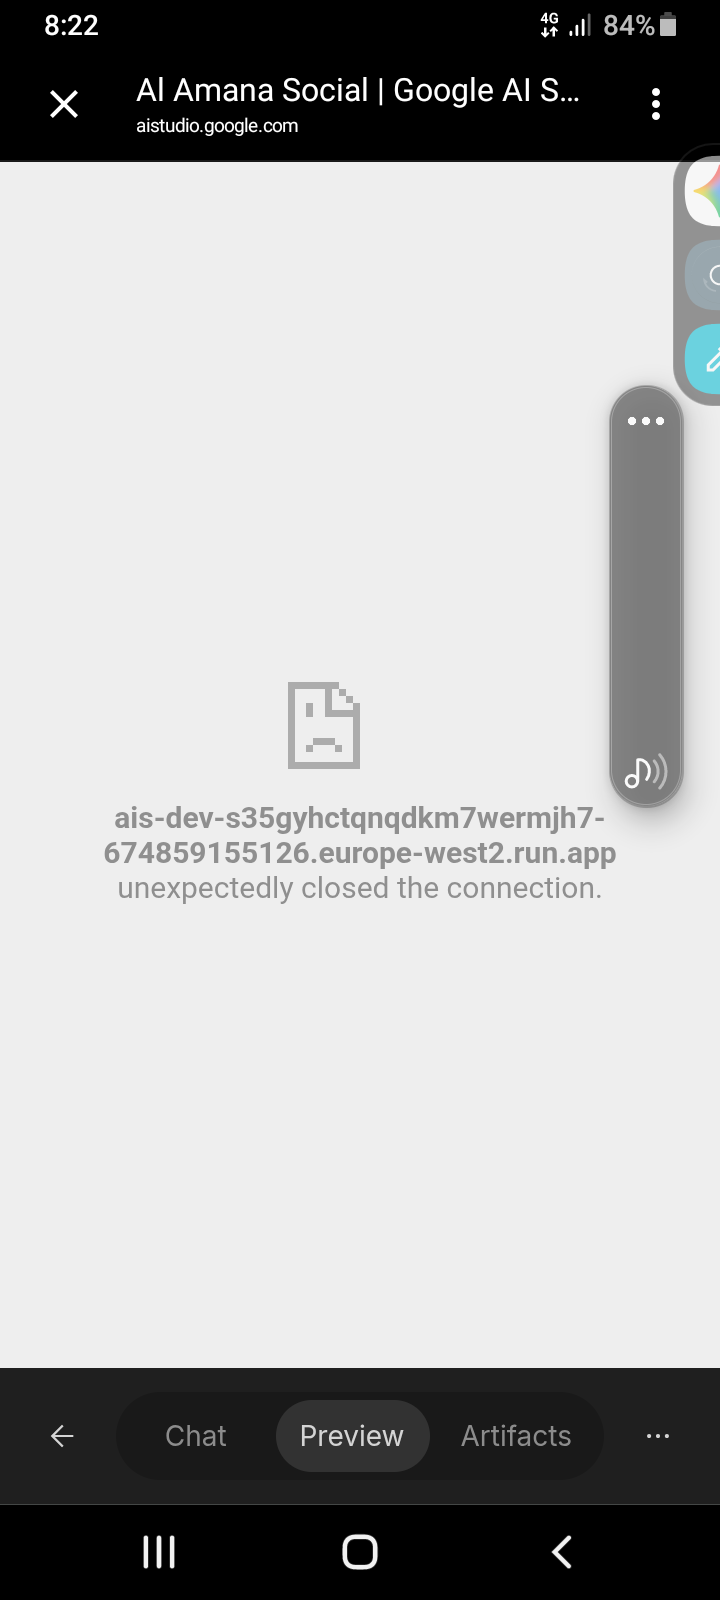 8:22
4G
84%
Al Amana Social | Google AI S...
aistudio.google.com
ais-dev-s35gyhctqnqdkm7wermjh7-
674859155126.europe-west2.run.app
unexpectedly closed the connection.
Chat
Preview
Artifacts